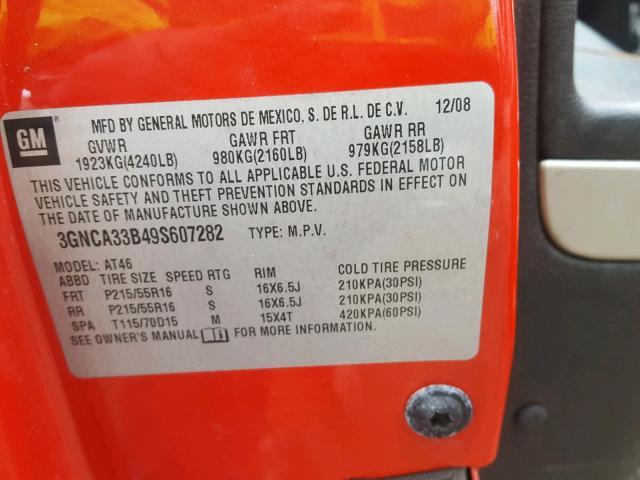 GM
MFD BY GENERAL MOTORS DE MEXICO, S. DE R.L. DE C.V. 12/08
GVWR GAWR FRT GAWR RR
1923KG(4240LB) 980KG(2160LB) 979KG(2158LB)
THIS VEHICLE CONFORMS TO ALL APPLICABLE U.S. FEDERAL MOTOR
VEHICLE SAFETY AND THEFT PREVENTION STANDARDS IN EFFECT ON
THE DATE OF MANUFACTURE SHOWN ABOVE.
3GNCA33B49S607282 TYPE: M.P.V.
MODEL: AT46
ABBD TIRE SIZE SPEED RTG RIM COLD TIRE PRESSURE
FRT P215/55R16 S 16X6.5J 210KPA(30PSI)
RR P215/55R16 S 16X6.5J 210KPA(30PSI)
SPA T115/70D15 M 15X4T 420KPA(60PSI)
SEE OWNER'S MANUAL FOR MORE INFORMATION.